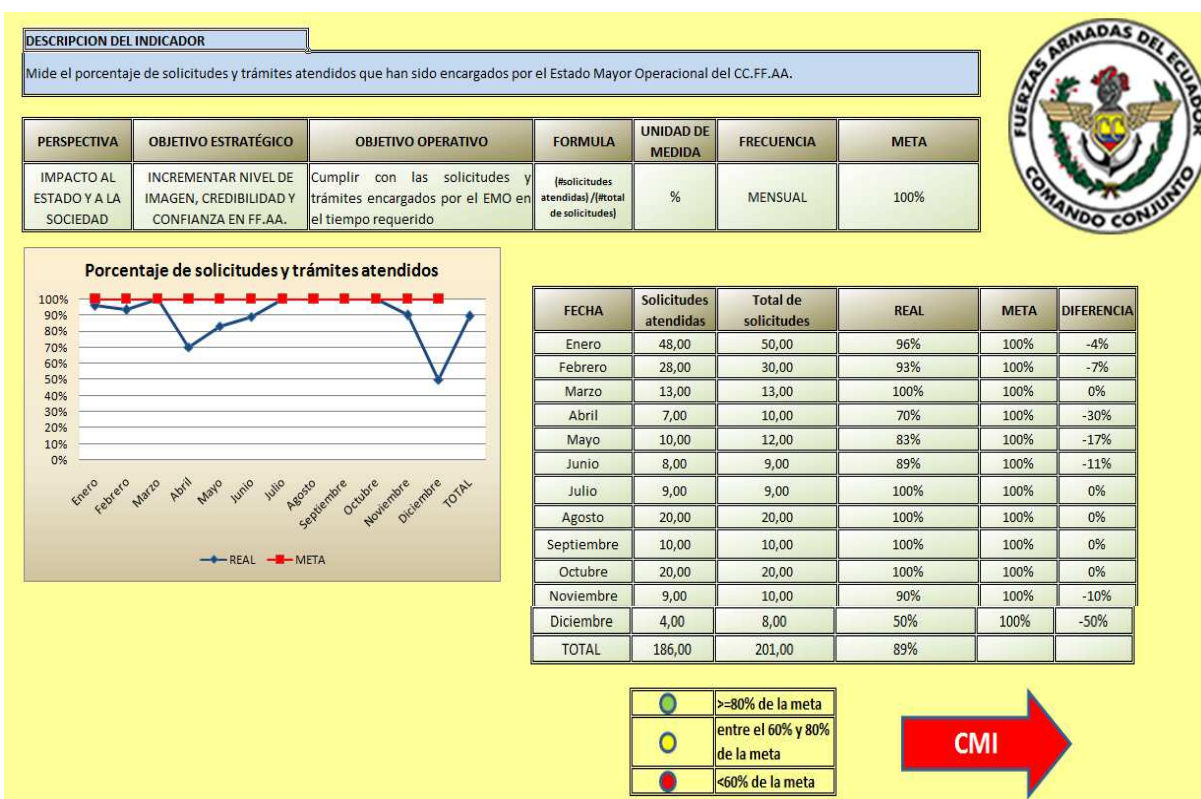 DESCRIPCION DEL INDICADOR
Mide el porcentaje de solicitudes y trámites atendidos que han sido encargados por el Estado Mayor Operacional del CC.FF.AA.
FUERZAS ARMADAS DEL ECUADOR
COMANDO CONJUNTO
PERSPECTIVA OBJETIVO ESTRATÉGICO OBJETIVO OPERATIVO FORMULA UNIDAD DE MEDIDA FRECUENCIA META
IMPACTO AL INCREMENTAR NIVEL DE Cumplir con las solicitudes y (#solicitudes
ESTADO Y A LA IMAGEN, CREDIBILIDAD Y trámites encargados por el EMO en atendidas) /(#total % MENSUAL 100%
SOCIEDAD CONFIANZA EN FF.AA. el tiempo requerido de solicitudes)
Porcentaje de solicitudes y trámites atendidos
100%
90%
80%
70%
60%
50%
40%
30%
20%
10%
0%
Enero Febrero Marzo Abril Mayo Junio Julio Agosto Septiembre Octubre Noviembre Diciembre TOTAL
REAL META
FECHA Solicitudes atendidas Total de solicitudes REAL META DIFERENCIA
Enero 48,00 50,00 96% 100% -4%
Febrero 28,00 30,00 93% 100% -7%
Marzo 13,00 13,00 100% 100% 0%
Abril 7,00 10,00 70% 100% -30%
Mayo 10,00 12,00 83% 100% -17%
Junio 8,00 9,00 89% 100% -11%
Julio 9,00 9,00 100% 100% 0%
Agosto 20,00 20,00 100% 100% 0%
Septiembre 10,00 10,00 100% 100% 0%
Octubre 20,00 20,00 100% 100% 0%
Noviembre 9,00 10,00 90% 100% -10%
Diciembre 4,00 8,00 50% 100% -50%
TOTAL 186,00 201,00 89%
>=80% de la meta
entre el 60% y 80%
de la meta
<60% de la meta
CMI